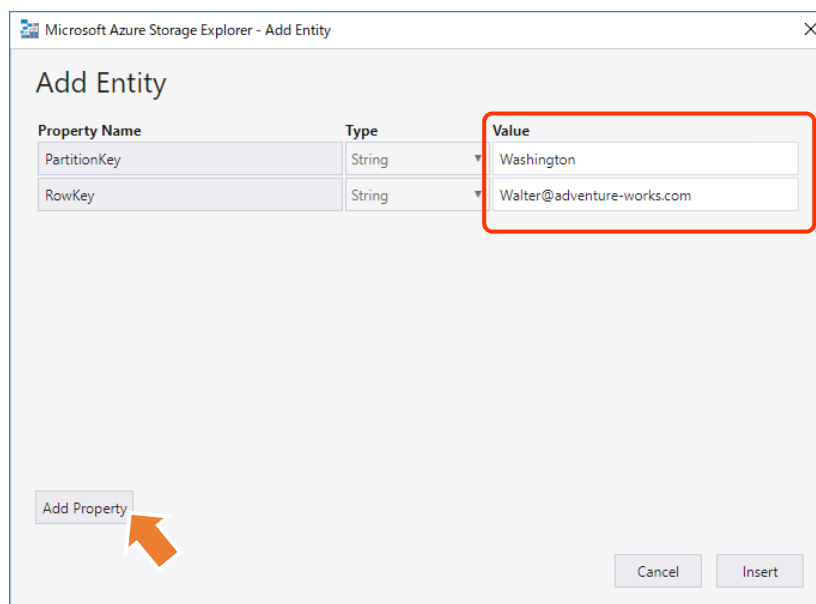 Microsoft Azure Storage Explorer - Add Entity
Add Entity
Property Name Type Value
PartitionKey String Washington
RowKey String Walter@adventure-works.com
Add Property
Cancel Insert